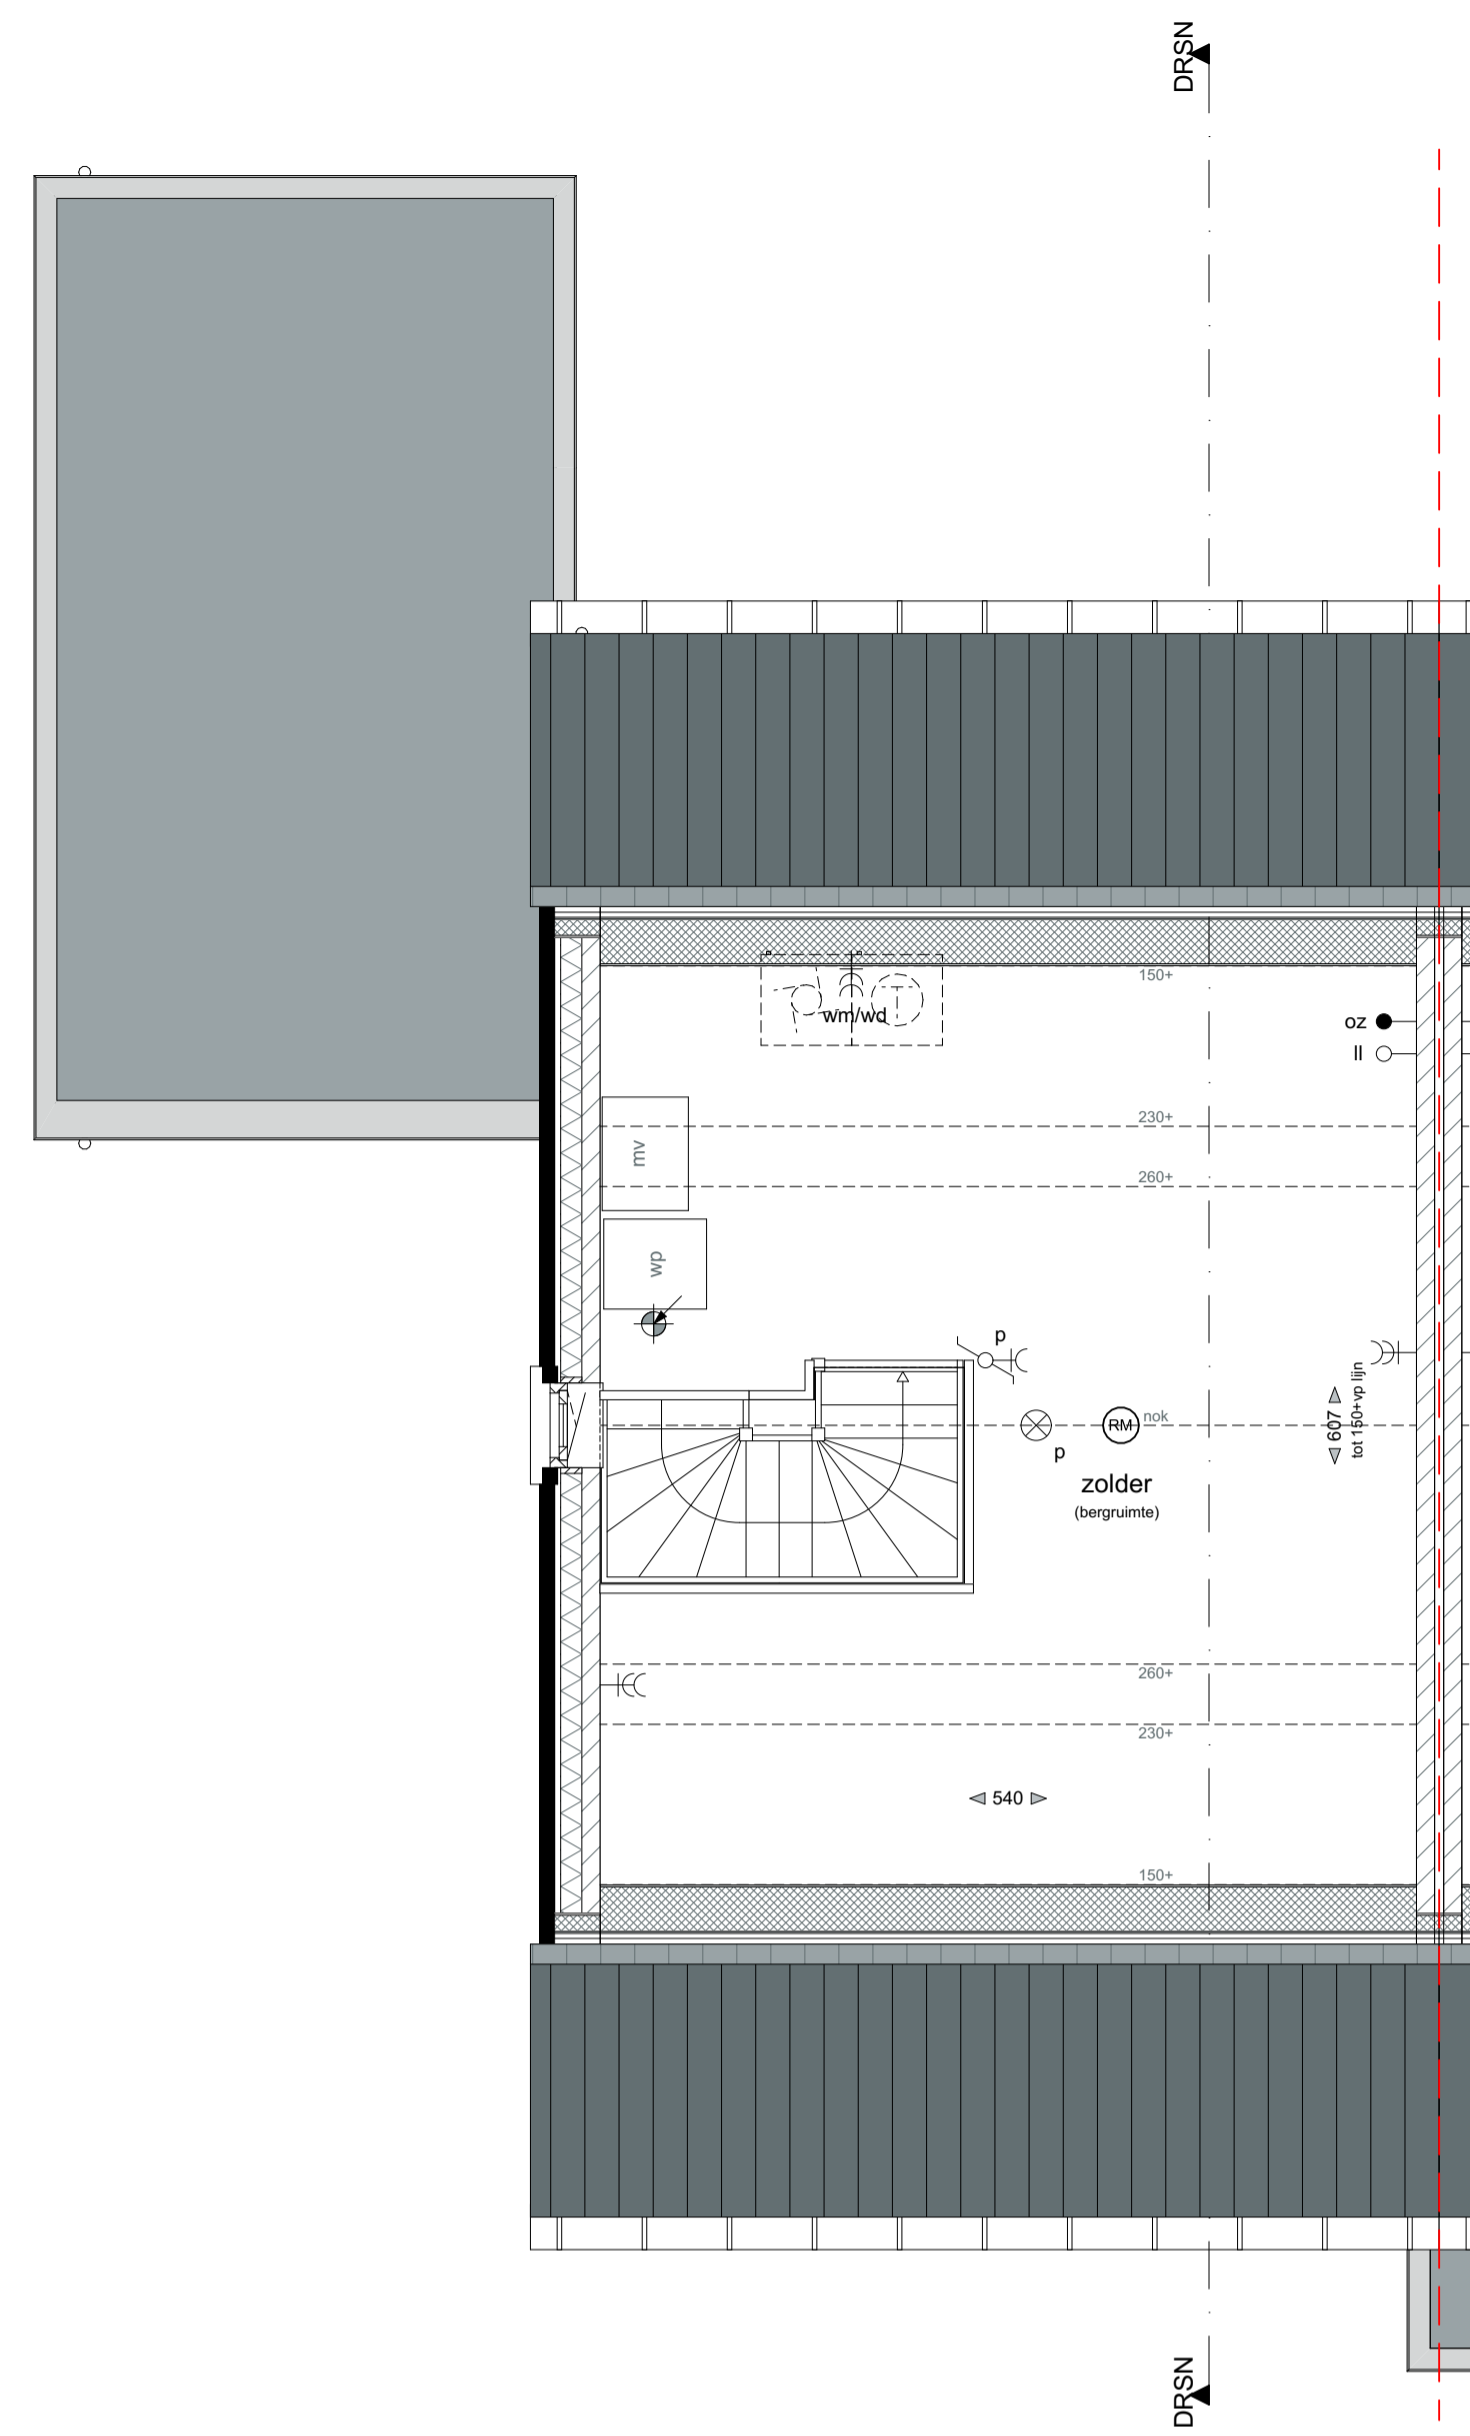 DRSN
150+
wm/wd
oz
ll
230+
mv
260+
wp
p
nok
RM
p
607
tot 150+vp lijn
zolder
(bergruimte)
260+
230+
540
150+
DRSN